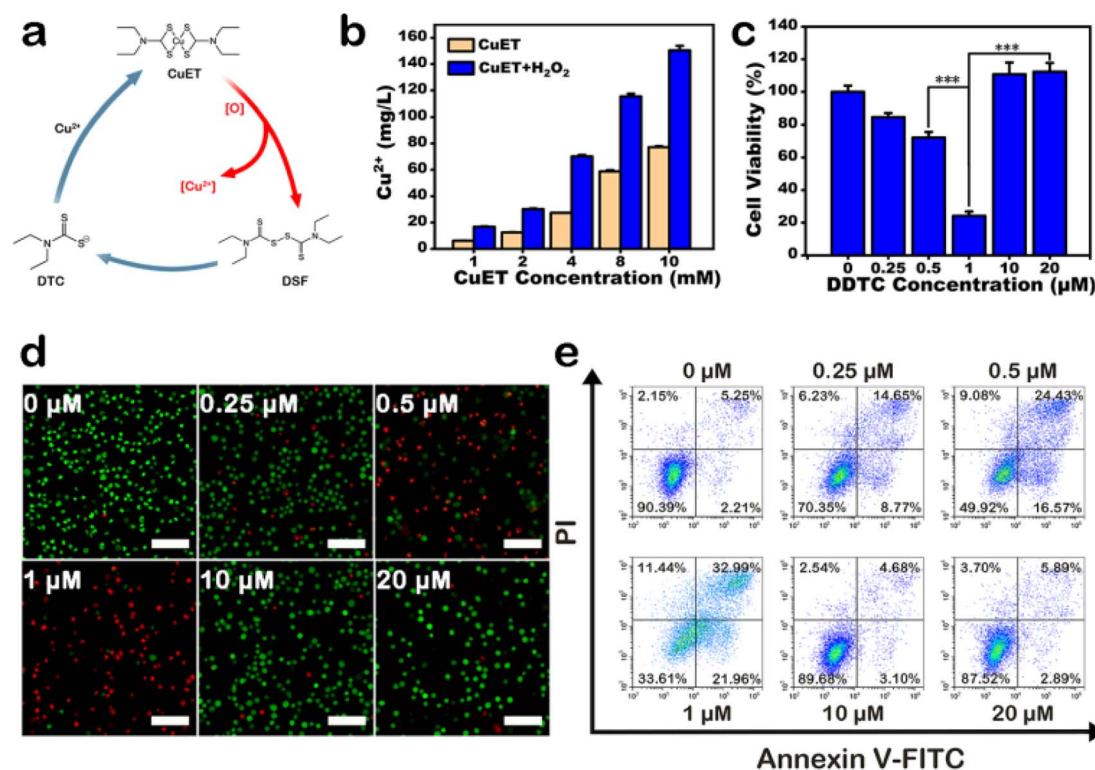 a
CuET
Cu²⁺
[O]
[Cu²⁺]
DTC
DSF
N
S
S
Cu
S
S
N
S
N
S⊖
N
S
S
S
S
N
b
Cu²⁺ (mg/L)
160
140
120
100
80
60
40
20
0
CuET
CuET+H₂O₂
1 2 4 8 10
CuET Concentration (mM)
c
Cell Viability (%)
140
120
100
80
60
40
20
0
***
***
0 0.25 0.5 1 10 20
DDTC Concentration (μM)
d
0 μM 0.25 μM 0.5 μM
1 μM 10 μM 20 μM
e
0 μM 0.25 μM 0.5 μM
2.15% 5.25% 6.23% 14.65% 9.08% 24.43%
90.39% 2.21% 70.35% 8.77% 49.92% 16.57%
11.44% 32.99% 2.54% 4.68% 3.70% 5.89%
33.61% 21.96% 89.68% 3.10% 87.52% 2.89%
1 μM 10 μM 20 μM
PI
Annexin V-FITC